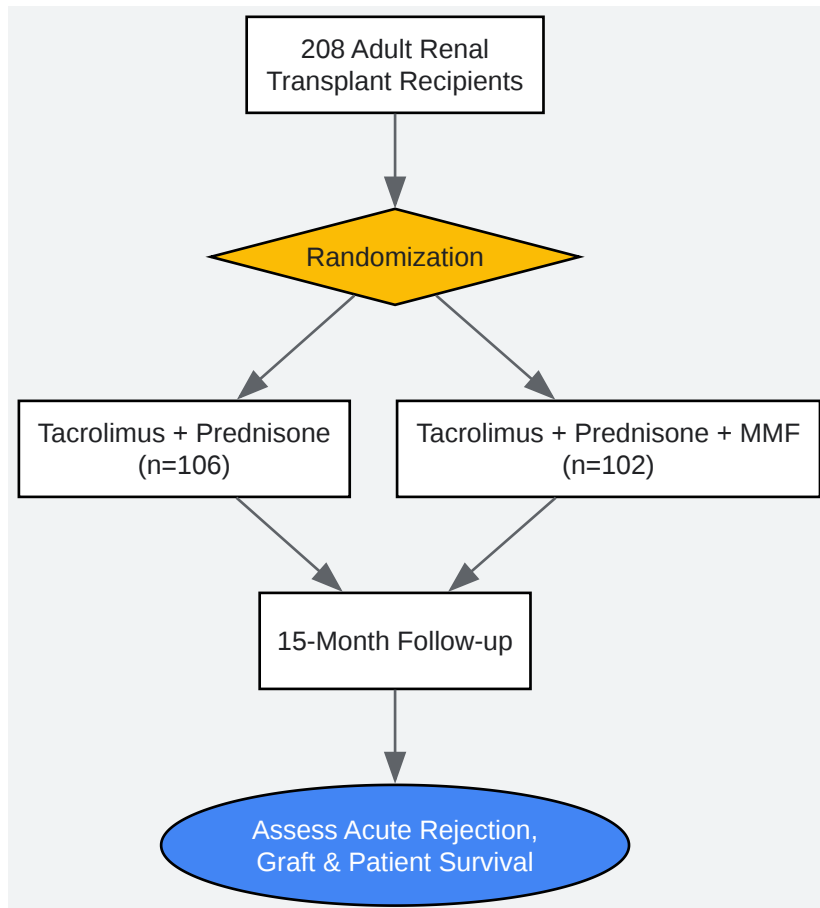 208 Adult Renal
Transplant Recipients
Randomization
Tacrolimus + Prednisone
(n=106)
Tacrolimus + Prednisone + MMF
(n=102)
15-Month Follow-up
Assess Acute Rejection,
Graft & Patient Survival